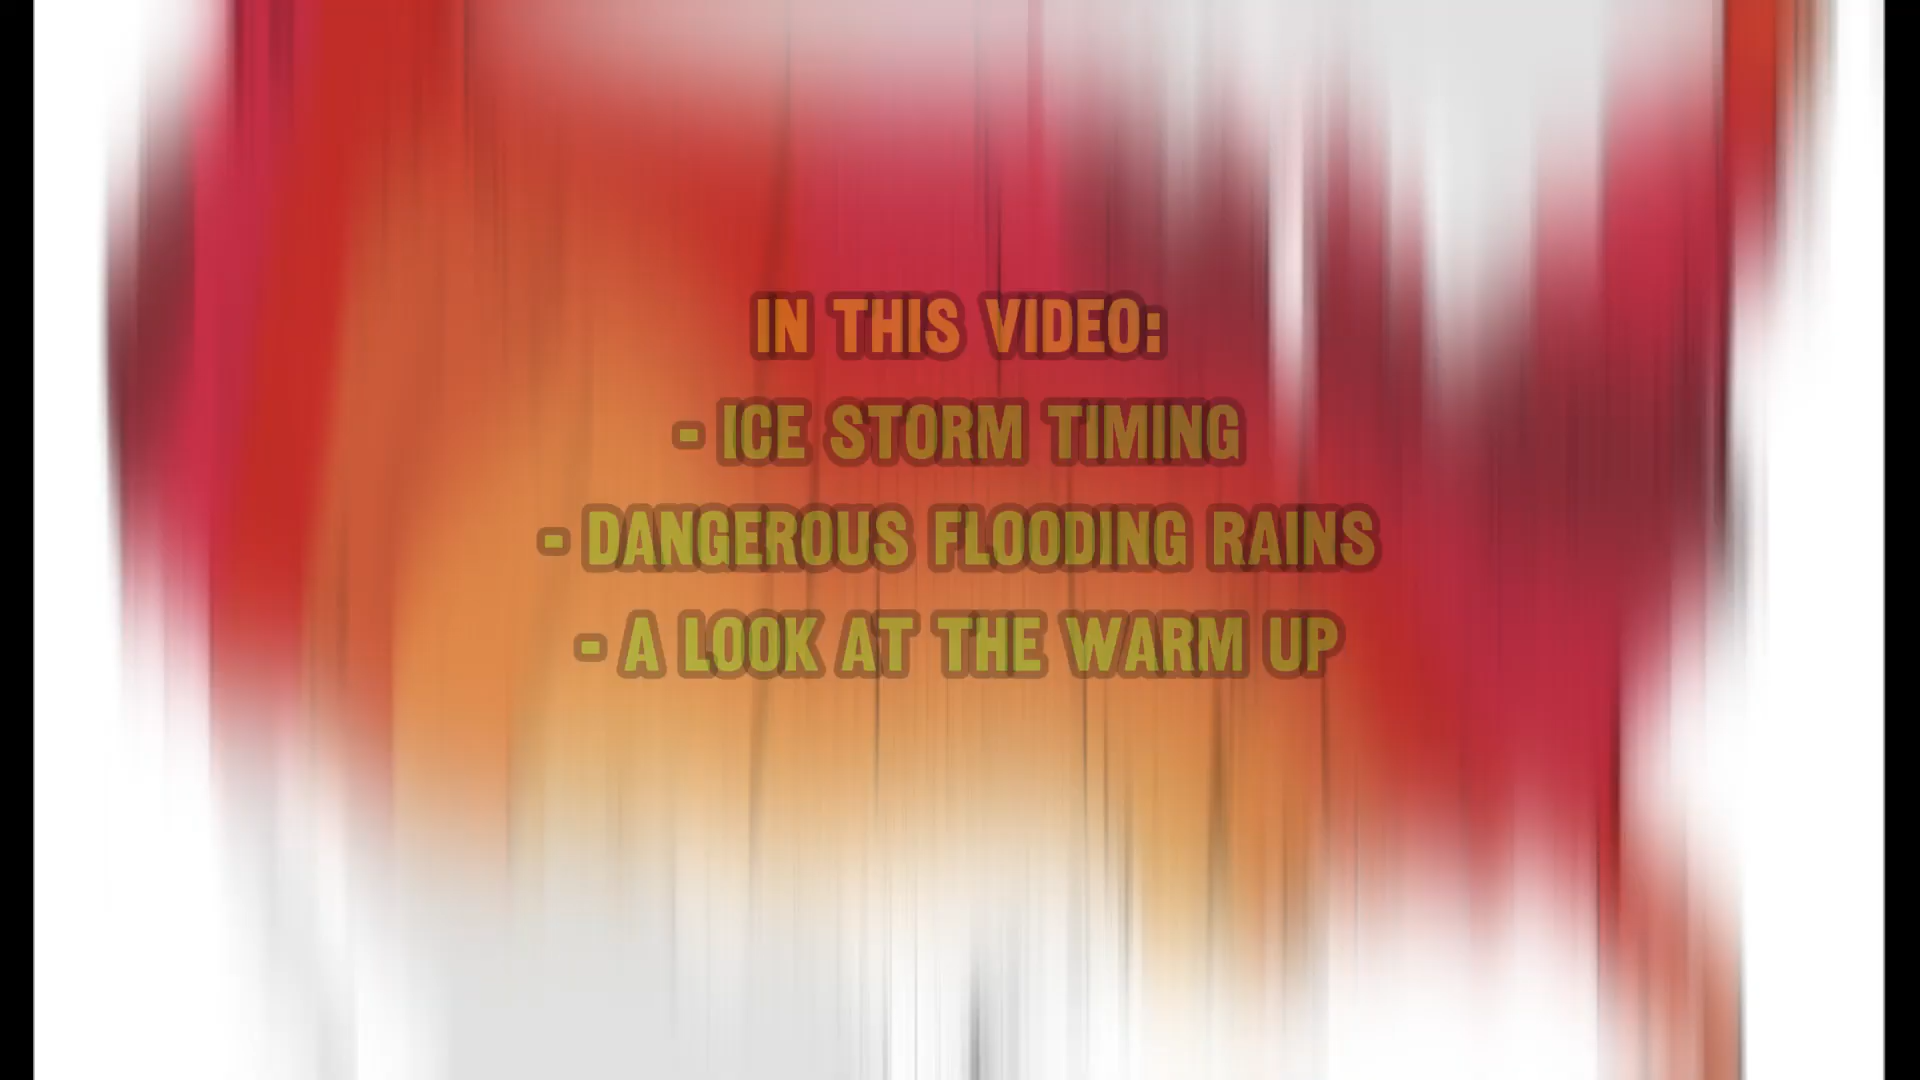 IN THIS VIDEO:
- ICE STORM TIMING
- DANGEROUS FLOODING RAINS
- A LOOK AT THE WARM UP